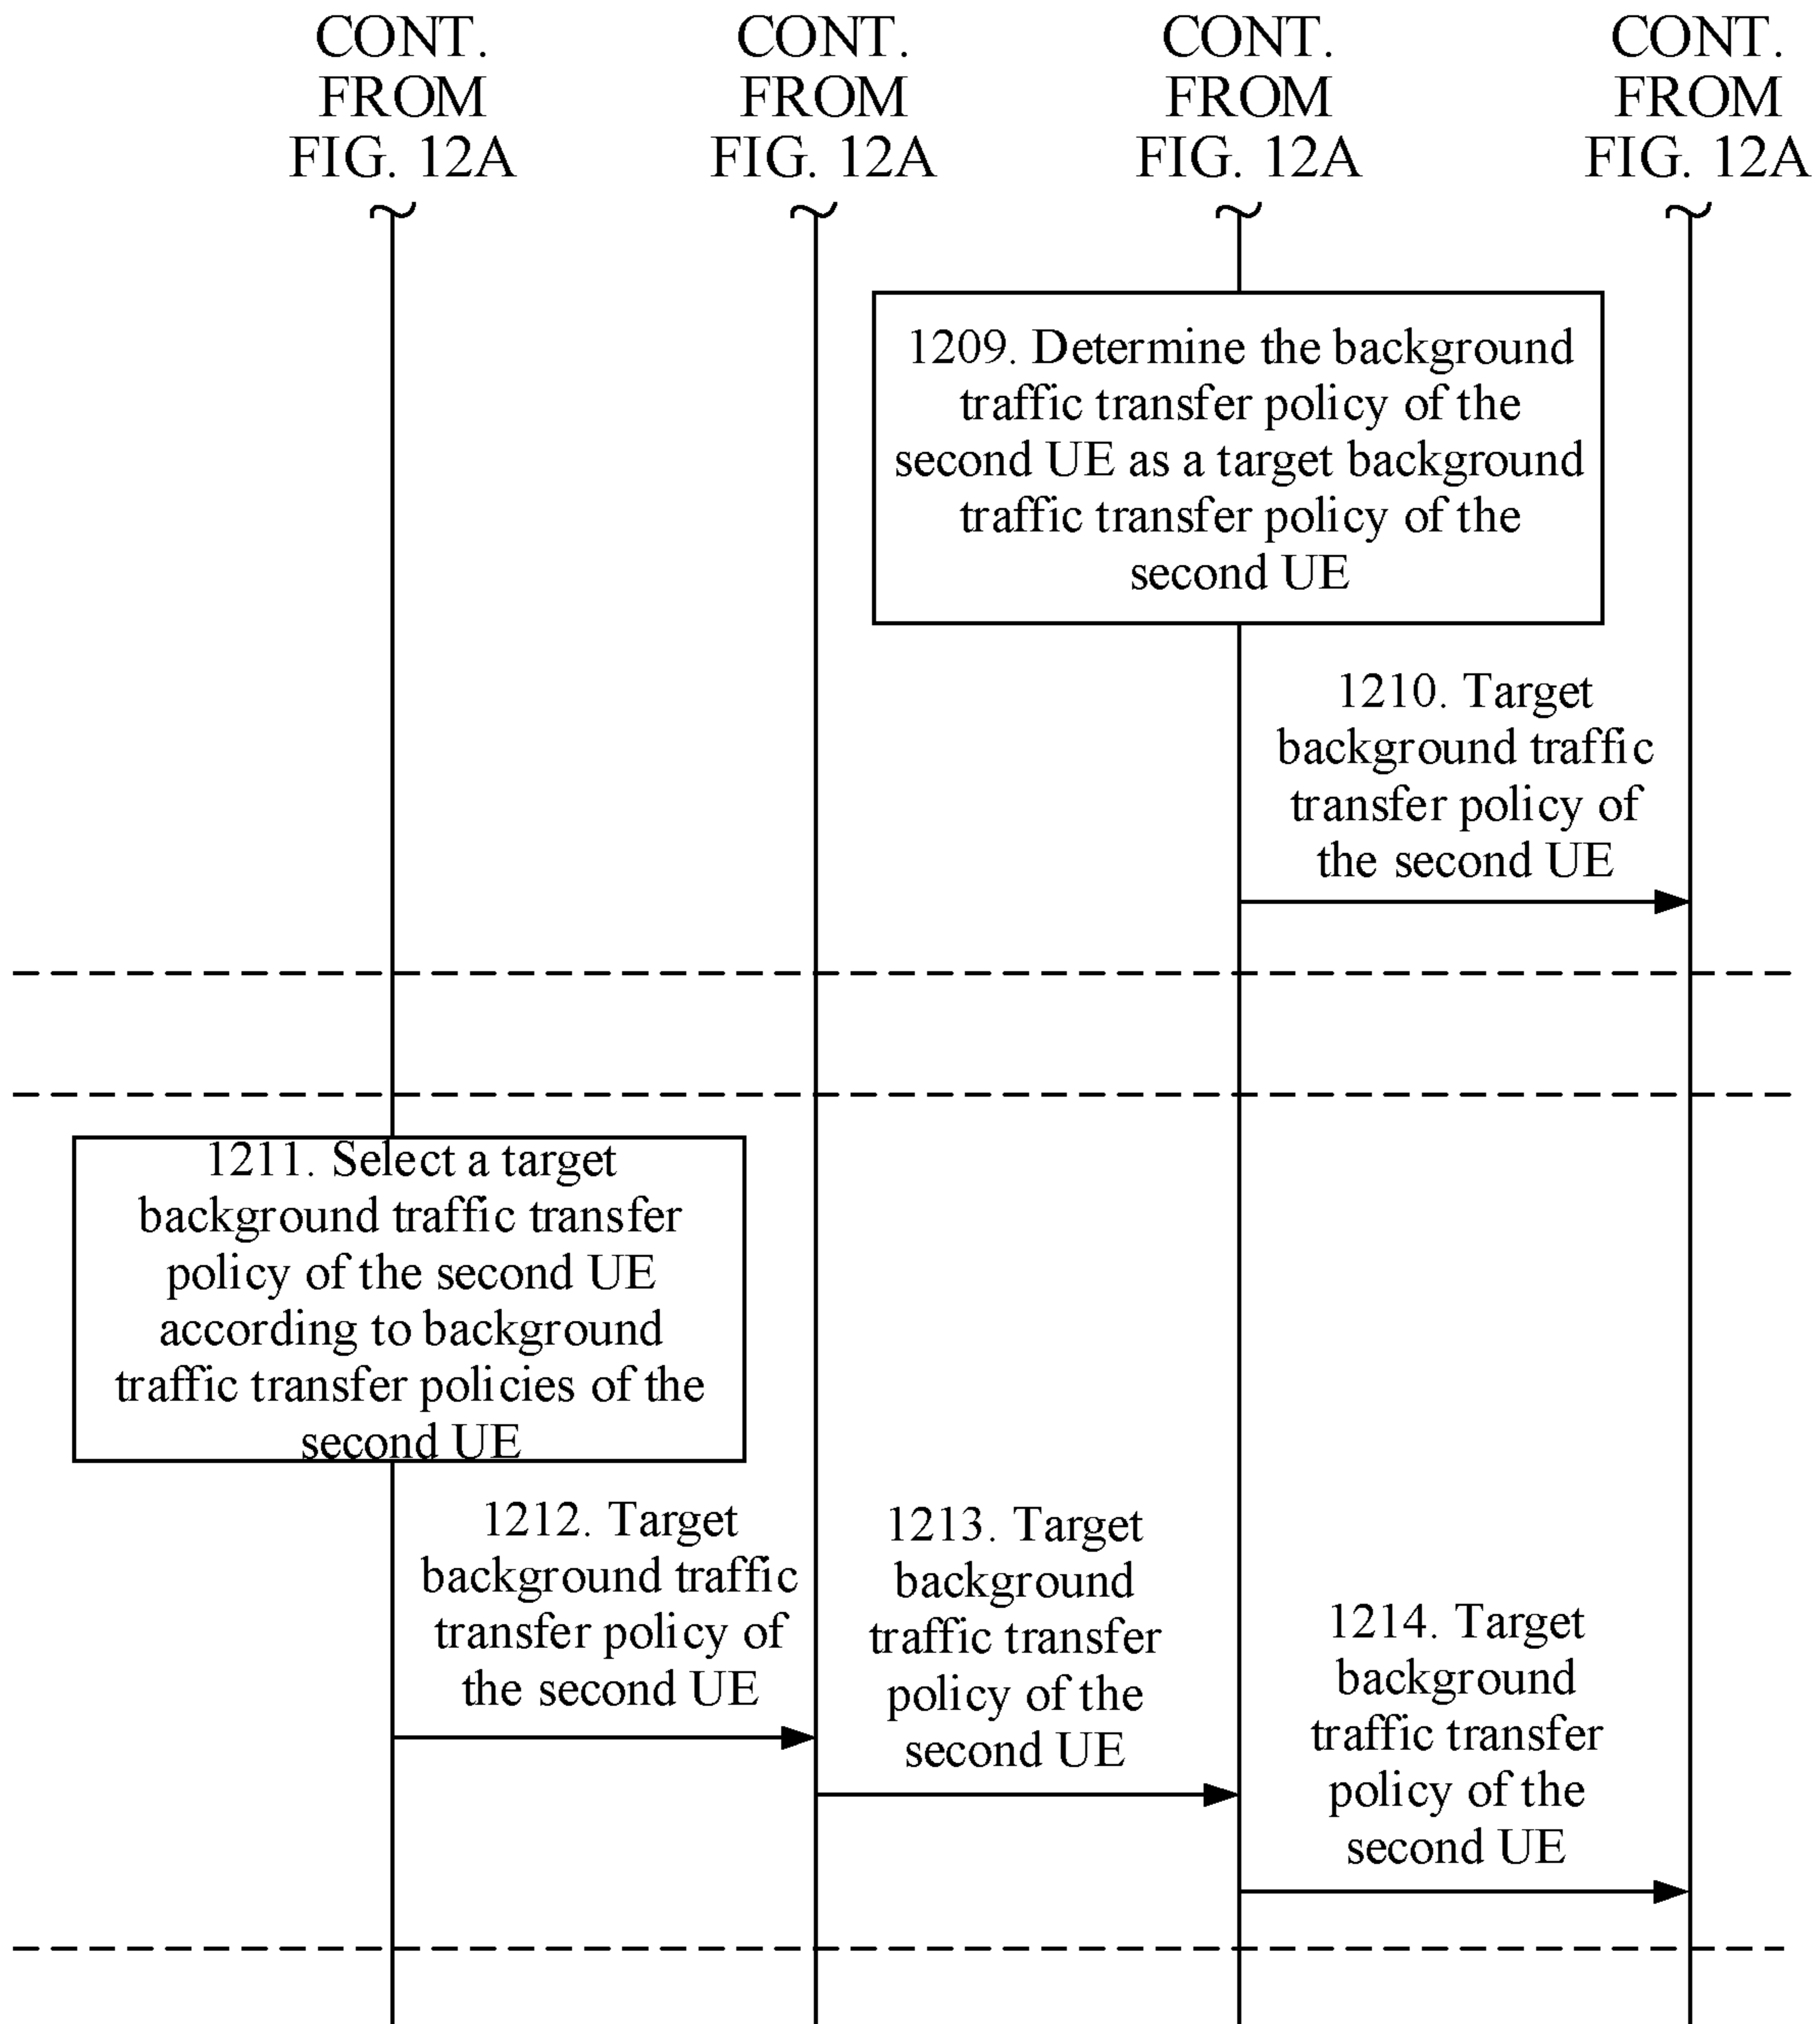 CONT.
FROM
FIG. 12A
CONT.
FROM
FIG. 12A
CONT.
FROM
FIG. 12A
CONT.
FROM
FIG. 12A
1209. Determine the background
traffic transfer policy of the
second UE as a target background
traffic transfer policy of the
second UE
1210. Target
background traffic
transfer policy of
the second UE
1211. Select a target
background traffic transfer
policy of the second UE
according to background
traffic transfer policies of the
second UE
1212. Target
background traffic
transfer policy of
the second UE
1213. Target
background
traffic transfer
policy of the
second UE
1214. Target
background
traffic transfer
policy of the
second UE